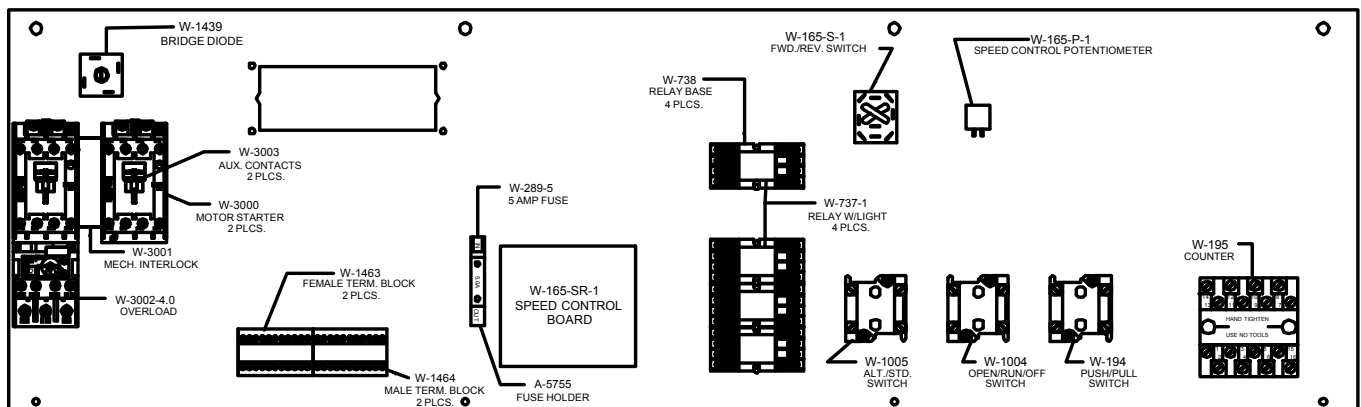 W-1439
BRIDGE DIODE
W-165-S-1
FWD./REV. SWITCH
W-165-P-1
SPEED CONTROL POTENTIOMETER
W-738
RELAY BASE
4 PLCS.
W-3003
AUX. CONTACTS
2 PLCS.
W-289-5
5 AMP FUSE
W-3000
MOTOR STARTER
2 PLCS.
W-737-1
RELAY W/LIGHT
4 PLCS.
W-3001
MECH. INTERLOCK
W-195
COUNTER
W-1463
FEMALE TERM. BLOCK
2 PLCS.
IN
5.0A
OUT
W-165-SR-1
SPEED CONTROL
BOARD
W-3002-4.0
OVERLOAD
HAND TIGHTEN
USE NO TOOLS
W-1464
MALE TERM. BLOCK
2 PLCS.
A-5755
FUSE HOLDER
W-1005
ALT./STD.
SWITCH
W-1004
OPEN/RUN/OFF
SWITCH
W-194
PUSH/PULL
SWITCH